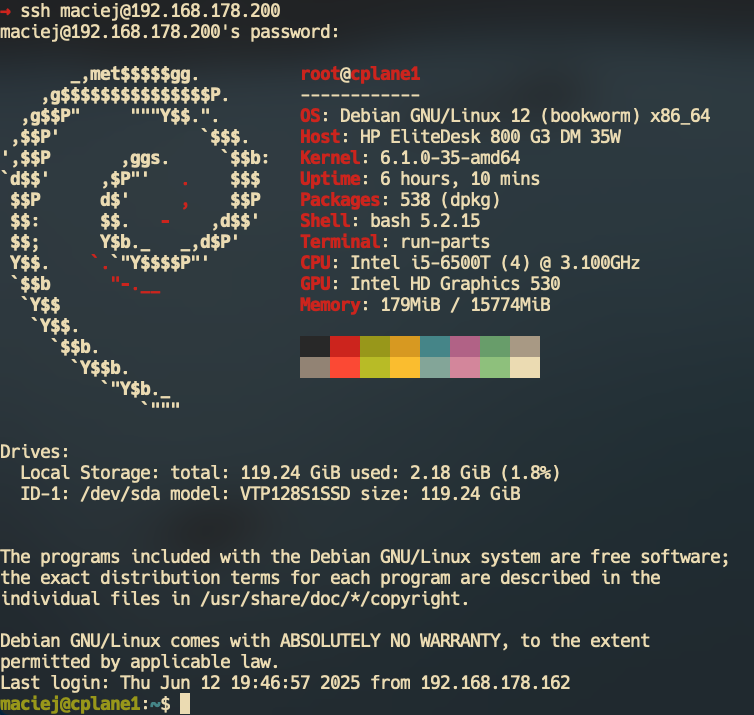 → ssh maciej@192.168.178.200
maciej@192.168.178.200's password:
       _,met$$$$$gg.          root@cplane1
    ,g$$$$$$$$$$$$$$$P.       ------------
  ,g$$P"     """Y$$.".        OS: Debian GNU/Linux 12 (bookworm) x86_64
 ,$$P'              `$$$.     Host: HP EliteDesk 800 G3 DM 35W
',$$P       ,ggs.     `$$b:   Kernel: 6.1.0-35-amd64
`d$$'     ,$P"'   .    $$$    Uptime: 6 hours, 10 mins
 $$P      d$'     ,    $$P    Packages: 538 (dpkg)
 $$:      $$.   -    ,d$$'    Shell: bash 5.2.15
 $$;      Y$b._   _,d$P'      Terminal: run-parts
 Y$$.    `.`"Y$$$$P"'         CPU: Intel i5-6500T (4) @ 3.100GHz
 `$$b      "-.__              GPU: Intel HD Graphics 530
  `Y$$                        Memory: 179MiB / 15774MiB
   `Y$$.
     `$$b.
       `Y$$b.
          `"Y$b._
              `"""
Drives:
  Local Storage: total: 119.24 GiB used: 2.18 GiB (1.8%)
  ID-1: /dev/sda model: VTP128S1SSD size: 119.24 GiB
The programs included with the Debian GNU/Linux system are free software;
the exact distribution terms for each program are described in the
individual files in /usr/share/doc/*/copyright.
Debian GNU/Linux comes with ABSOLUTELY NO WARRANTY, to the extent
permitted by applicable law.
Last login: Thu Jun 12 19:46:57 2025 from 192.168.178.162
maciej@cplane1:~$